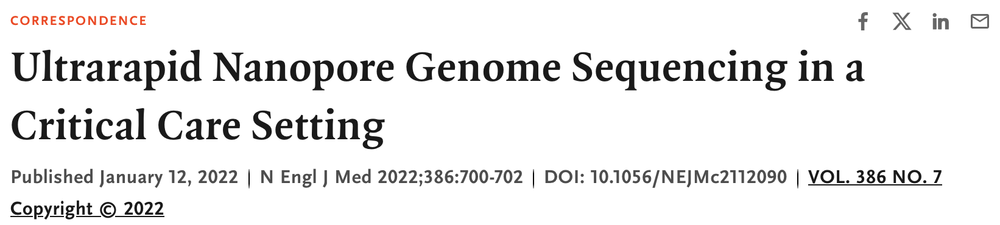 CORRESPONDENCE
Ultrarapid Nanopore Genome Sequencing in a
Critical Care Setting
Published January 12, 2022 | N Engl J Med 2022;386:700-702 | DOI: 10.1056/NEJMc2112090 | VOL. 386 NO. 7
Copyright © 2022